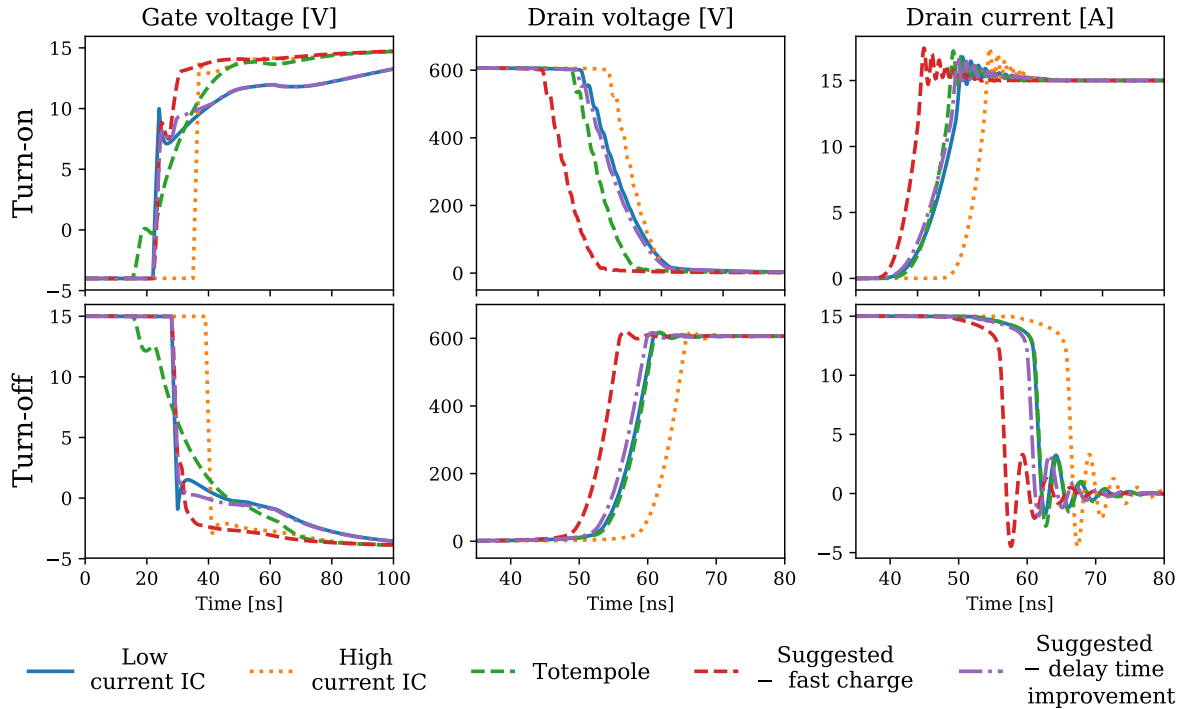 Gate voltage [V]
Drain voltage [V]
Drain current [A]
Turn-on
15
10
5
0
−5
600
400
200
0
15
10
5
0
Turn-off
15
10
5
0
−5
0
20
40
60
80
100
Time [ns]
600
400
200
0
40
50
60
70
80
Time [ns]
15
10
5
0
−5
40
50
60
70
80
Time [ns]
Low
current IC
High
current IC
Totempole
Suggested
− fast charge
Suggested
− delay time
improvement